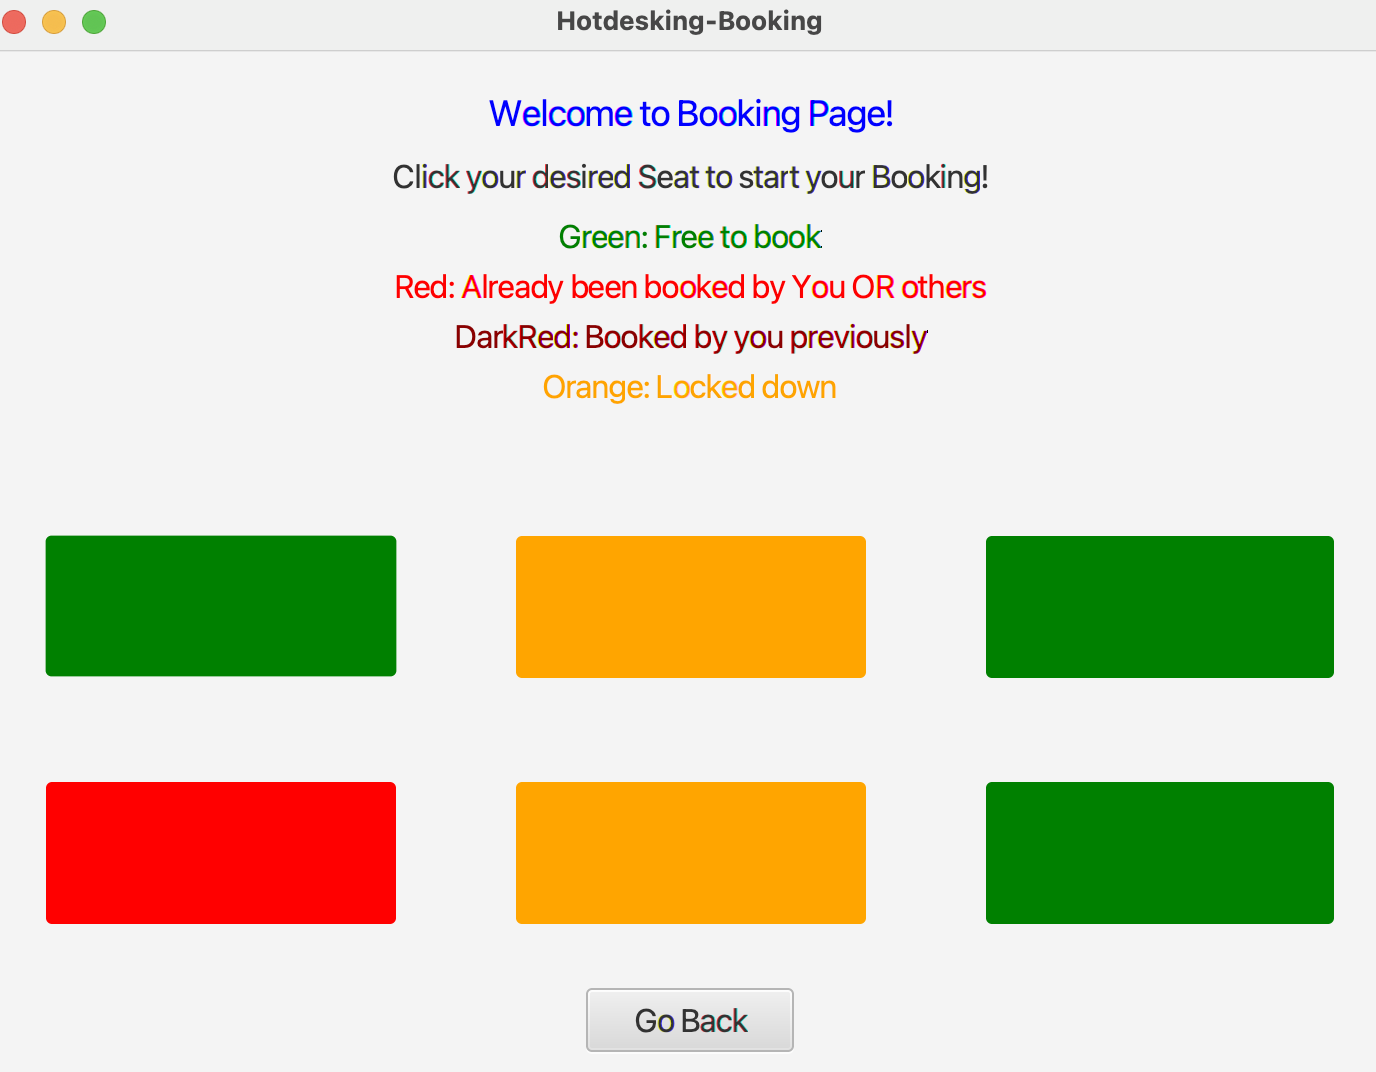 Hotdesking-Booking
Welcome to Booking Page!
Click your desired Seat to start your Booking!
Green: Free to book
Red: Already been booked by You OR others
DarkRed: Booked by you previously
Orange: Locked down
Go Back